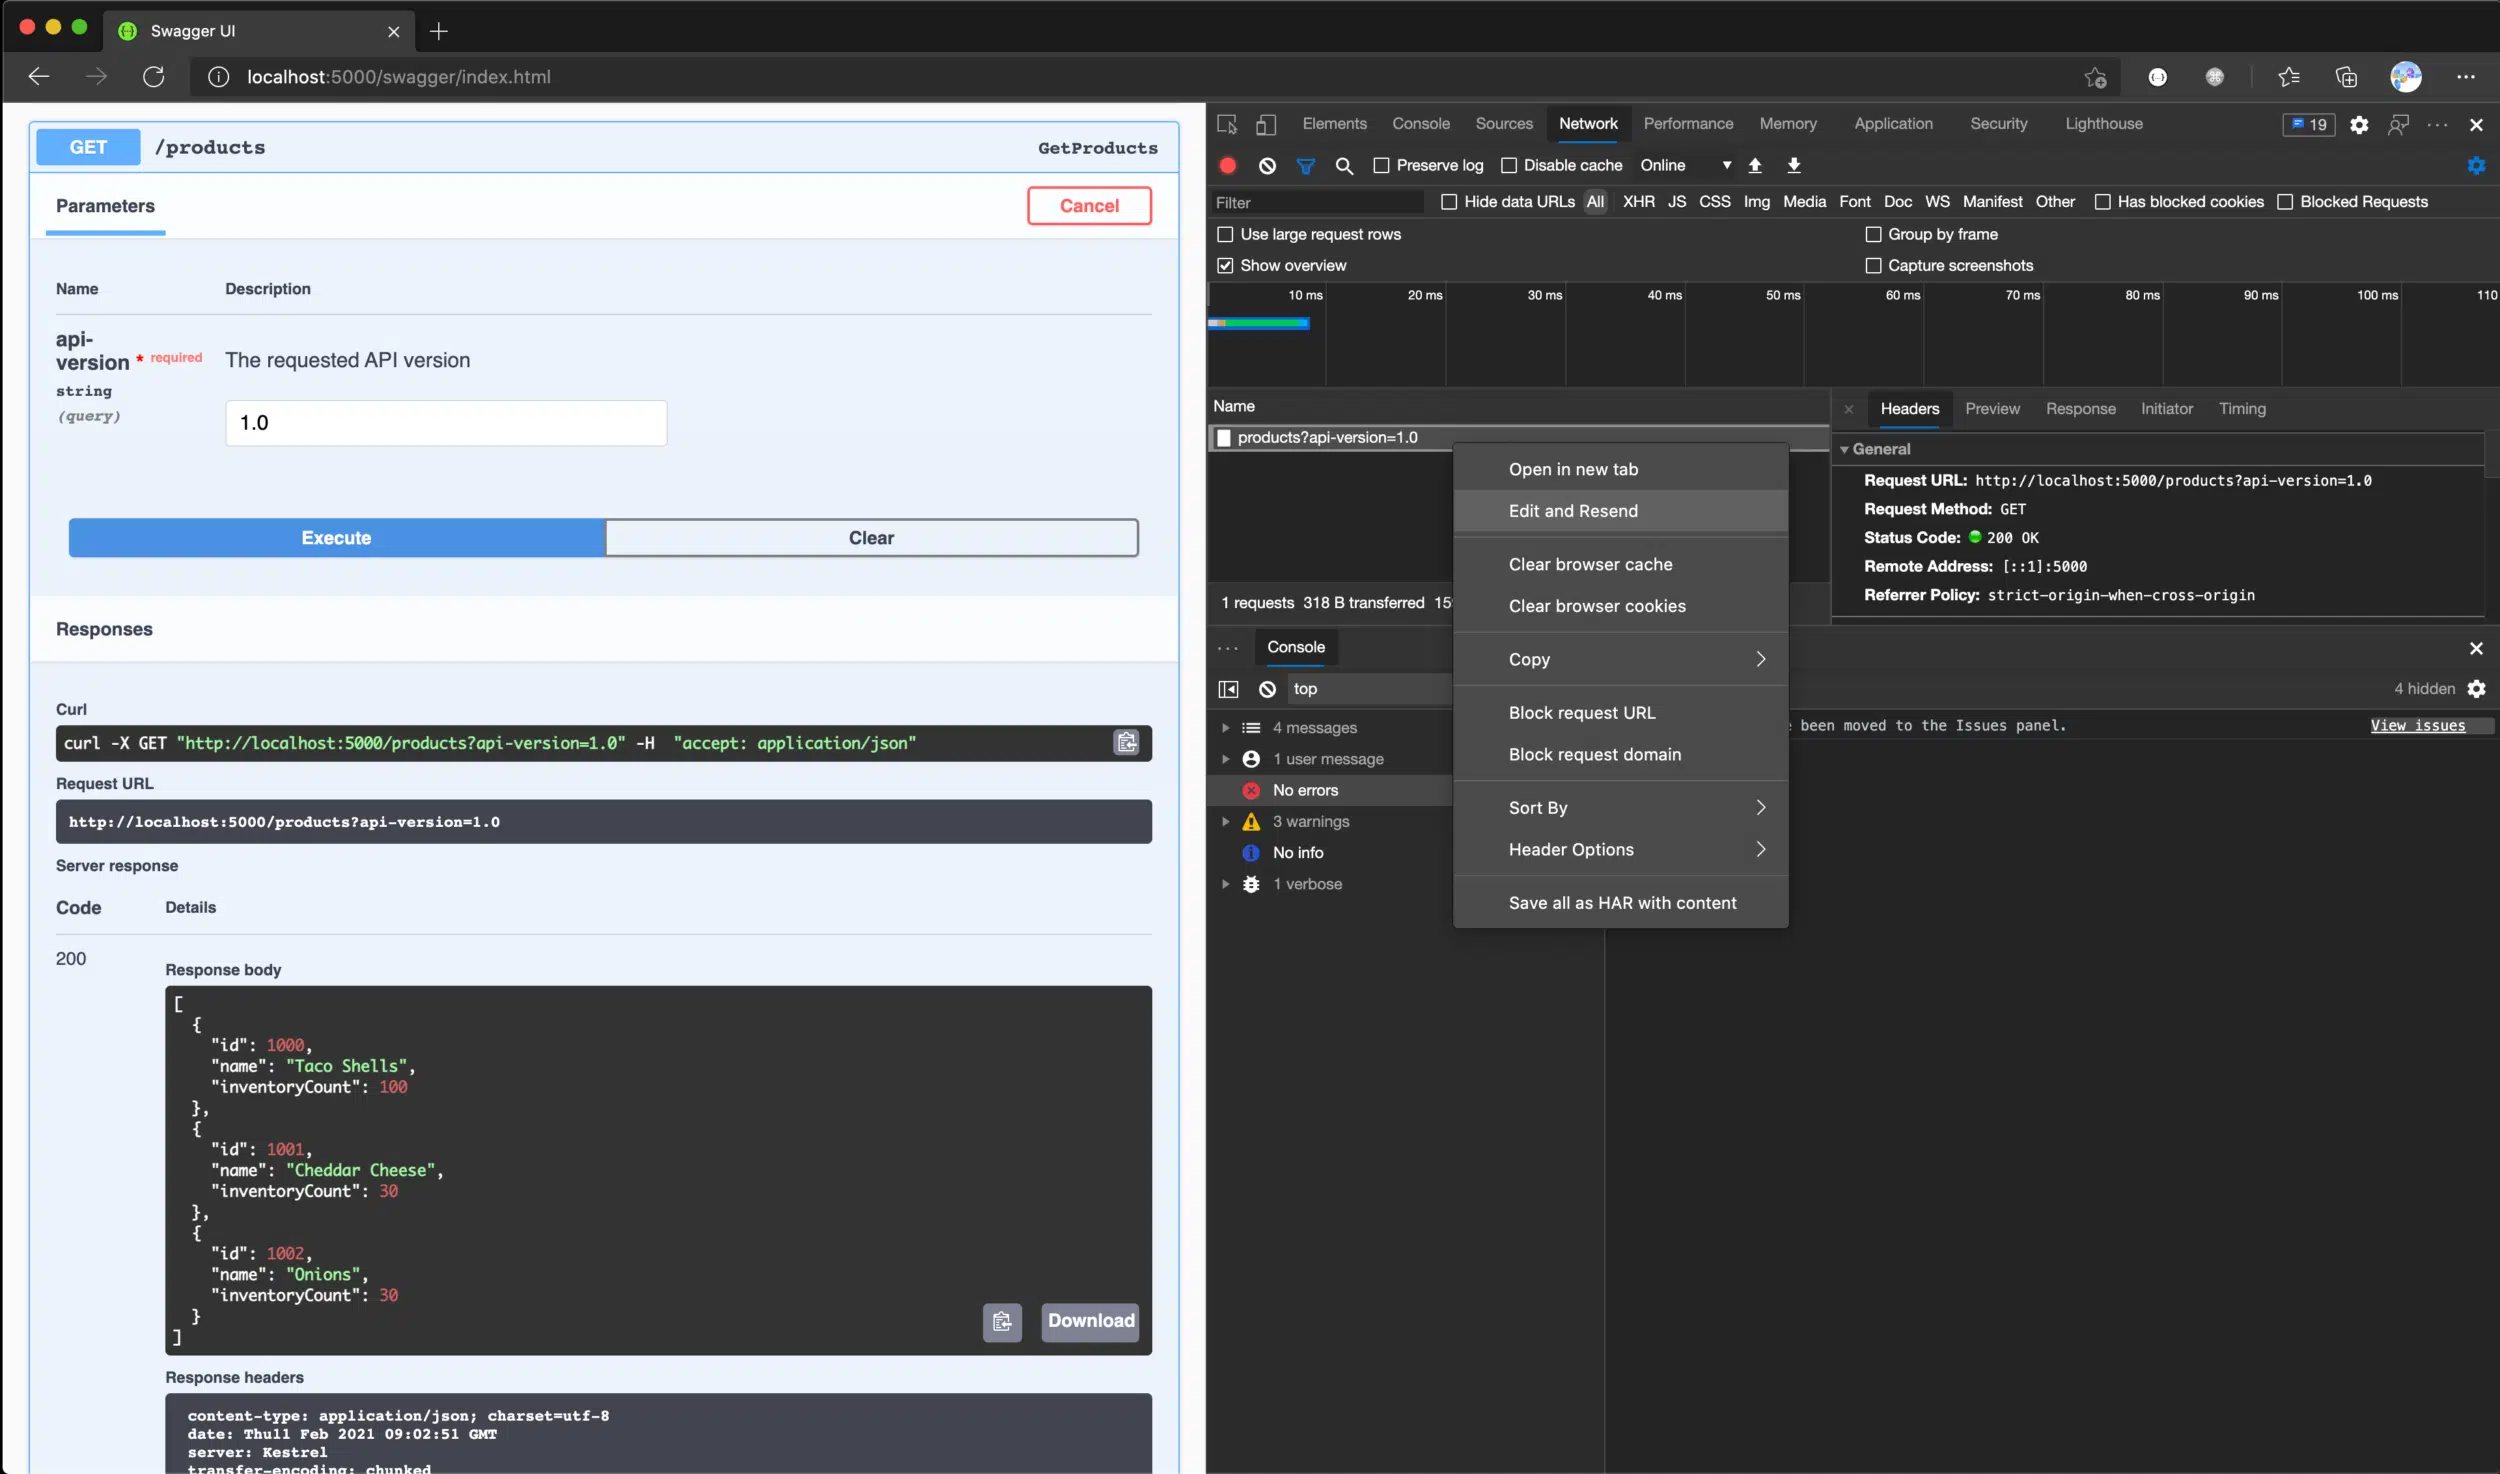 Swagger UI
localhost:5000/swagger/index.html
GET /products GetProducts
Parameters Cancel
Name Description
api-
version * required
string
(query)
The requested API version
1.0
Execute Clear
Responses
Curl
curl -X GET "http://localhost:5000/products?api-version=1.0" -H  "accept: application/json"
Request URL
http://localhost:5000/products?api-version=1.0
Server response
Code Details
200
Response body
[
  {
    "id": 1000,
    "name": "Taco Shells",
    "inventoryCount": 100
  },
  {
    "id": 1001,
    "name": "Cheddar Cheese",
    "inventoryCount": 30
  },
  {
    "id": 1002,
    "name": "Onions",
    "inventoryCount": 30
  }
]
Download
Response headers
content-type: application/json; charset=utf-8
date: Thu11 Feb 2021 09:02:51 GMT
server: Kestrel
transfer-encoding: chunked
Elements Console Sources Network Performance Memory Application Security Lighthouse 19
Preserve log Disable cache Online
Filter Hide data URLs All XHR JS CSS Img Media Font Doc WS Manifest Other Has blocked cookies Blocked Requests
Use large request rows Group by frame
Show overview Capture screenshots
10 ms 20 ms 30 ms 40 ms 50 ms 60 ms 70 ms 80 ms 90 ms 100 ms 110
Name
products?api-version=1.0
1 requests 318 B transferred
Headers Preview Response Initiator Timing
General
Request URL: http://localhost:5000/products?api-version=1.0
Request Method: GET
Status Code: 200 OK
Remote Address: [::1]:5000
Referrer Policy: strict-origin-when-cross-origin
Open in new tab
Edit and Resend
Clear browser cache
Clear browser cookies
Copy
Block request URL
Block request domain
Sort By
Header Options
Save all as HAR with content
Console
top
4 hidden
4 messages
1 user message
No errors
3 warnings
No info
1 verbose
been moved to the Issues panel. View issues